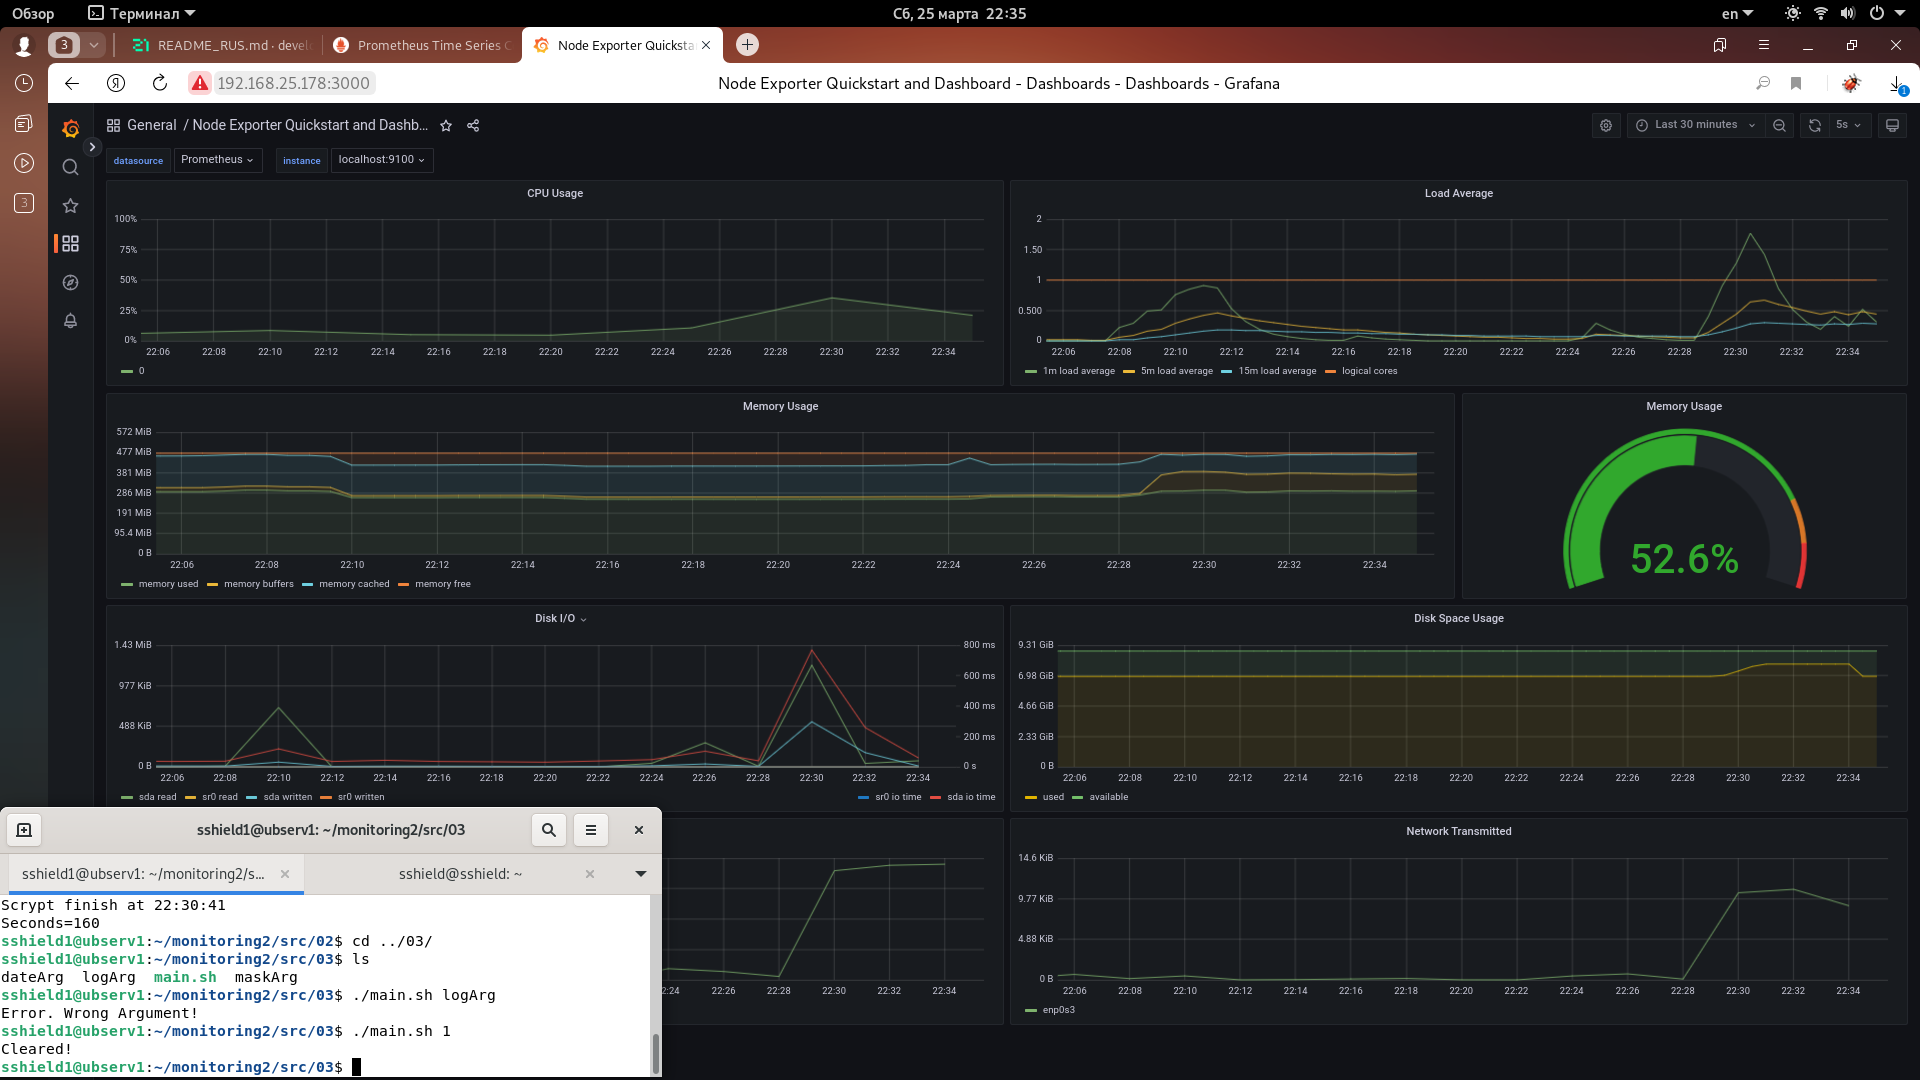 Обзор Терминал Сб, 25 марта 22:35 en
3 README_RUS.md · devel Prometheus Time Series C Node Exporter Quicksta
Я 192.168.25.178:3000 Node Exporter Quickstart and Dashboard - Dashboards - Dashboards - Grafana 1
3
General / Node Exporter Quickstart and Dashb... Last 30 minutes 5s
datasource Prometheus instance localhost:9100
CPU Usage
100%
75%
50%
25%
0%
22:06 22:08 22:10 22:12 22:14 22:16 22:18 22:20 22:22 22:24 22:26 22:28 22:30 22:32 22:34
0
Load Average
2
1.50
1
0.500
0
22:06 22:08 22:10 22:12 22:14 22:16 22:18 22:20 22:22 22:24 22:26 22:28 22:30 22:32 22:34
1m load average 5m load average 15m load average logical cores
Memory Usage
572 MiB
477 MiB
381 MiB
286 MiB
191 MiB
95.4 MiB
0 B
22:06 22:08 22:10 22:12 22:14 22:16 22:18 22:20 22:22 22:24 22:26 22:28 22:30 22:32 22:34
memory used memory buffers memory cached memory free
Memory Usage
52.6%
Disk I/O
1.43 MiB 800 ms
600 ms
977 KiB
400 ms
488 KiB
200 ms
0 B 0 s
22:06 22:08 22:10 22:12 22:14 22:16 22:18 22:20 22:22 22:24 22:26 22:28 22:30 22:32 22:34
sda read sr0 read sda written sr0 written sr0 io time sda io time
Disk Space Usage
9.31 GiB
6.98 GiB
4.66 GiB
2.33 GiB
0 B
22:06 22:08 22:10 22:12 22:14 22:16 22:18 22:20 22:22 22:24 22:26 22:28 22:30 22:32 22:34
used available
2:24 22:26 22:28 22:30 22:32 22:34
Network Transmitted
14.6 KiB
9.77 KiB
4.88 KiB
0 B
22:06 22:08 22:10 22:12 22:14 22:16 22:18 22:20 22:22 22:24 22:26 22:28 22:30 22:32 22:34
enp0s3
sshield1@ubserv1: ~/monitoring2/src/03
sshield1@ubserv1: ~/monitoring2/s... sshield@sshield: ~
Scrypt finish at 22:30:41
Seconds=160
sshield1@ubserv1:~/monitoring2/src/02$ cd ../03/
sshield1@ubserv1:~/monitoring2/src/03$ ls
dateArg logArg main.sh maskArg
sshield1@ubserv1:~/monitoring2/src/03$ ./main.sh logArg
Error. Wrong Argument!
sshield1@ubserv1:~/monitoring2/src/03$ ./main.sh 1
Cleared!
sshield1@ubserv1:~/monitoring2/src/03$